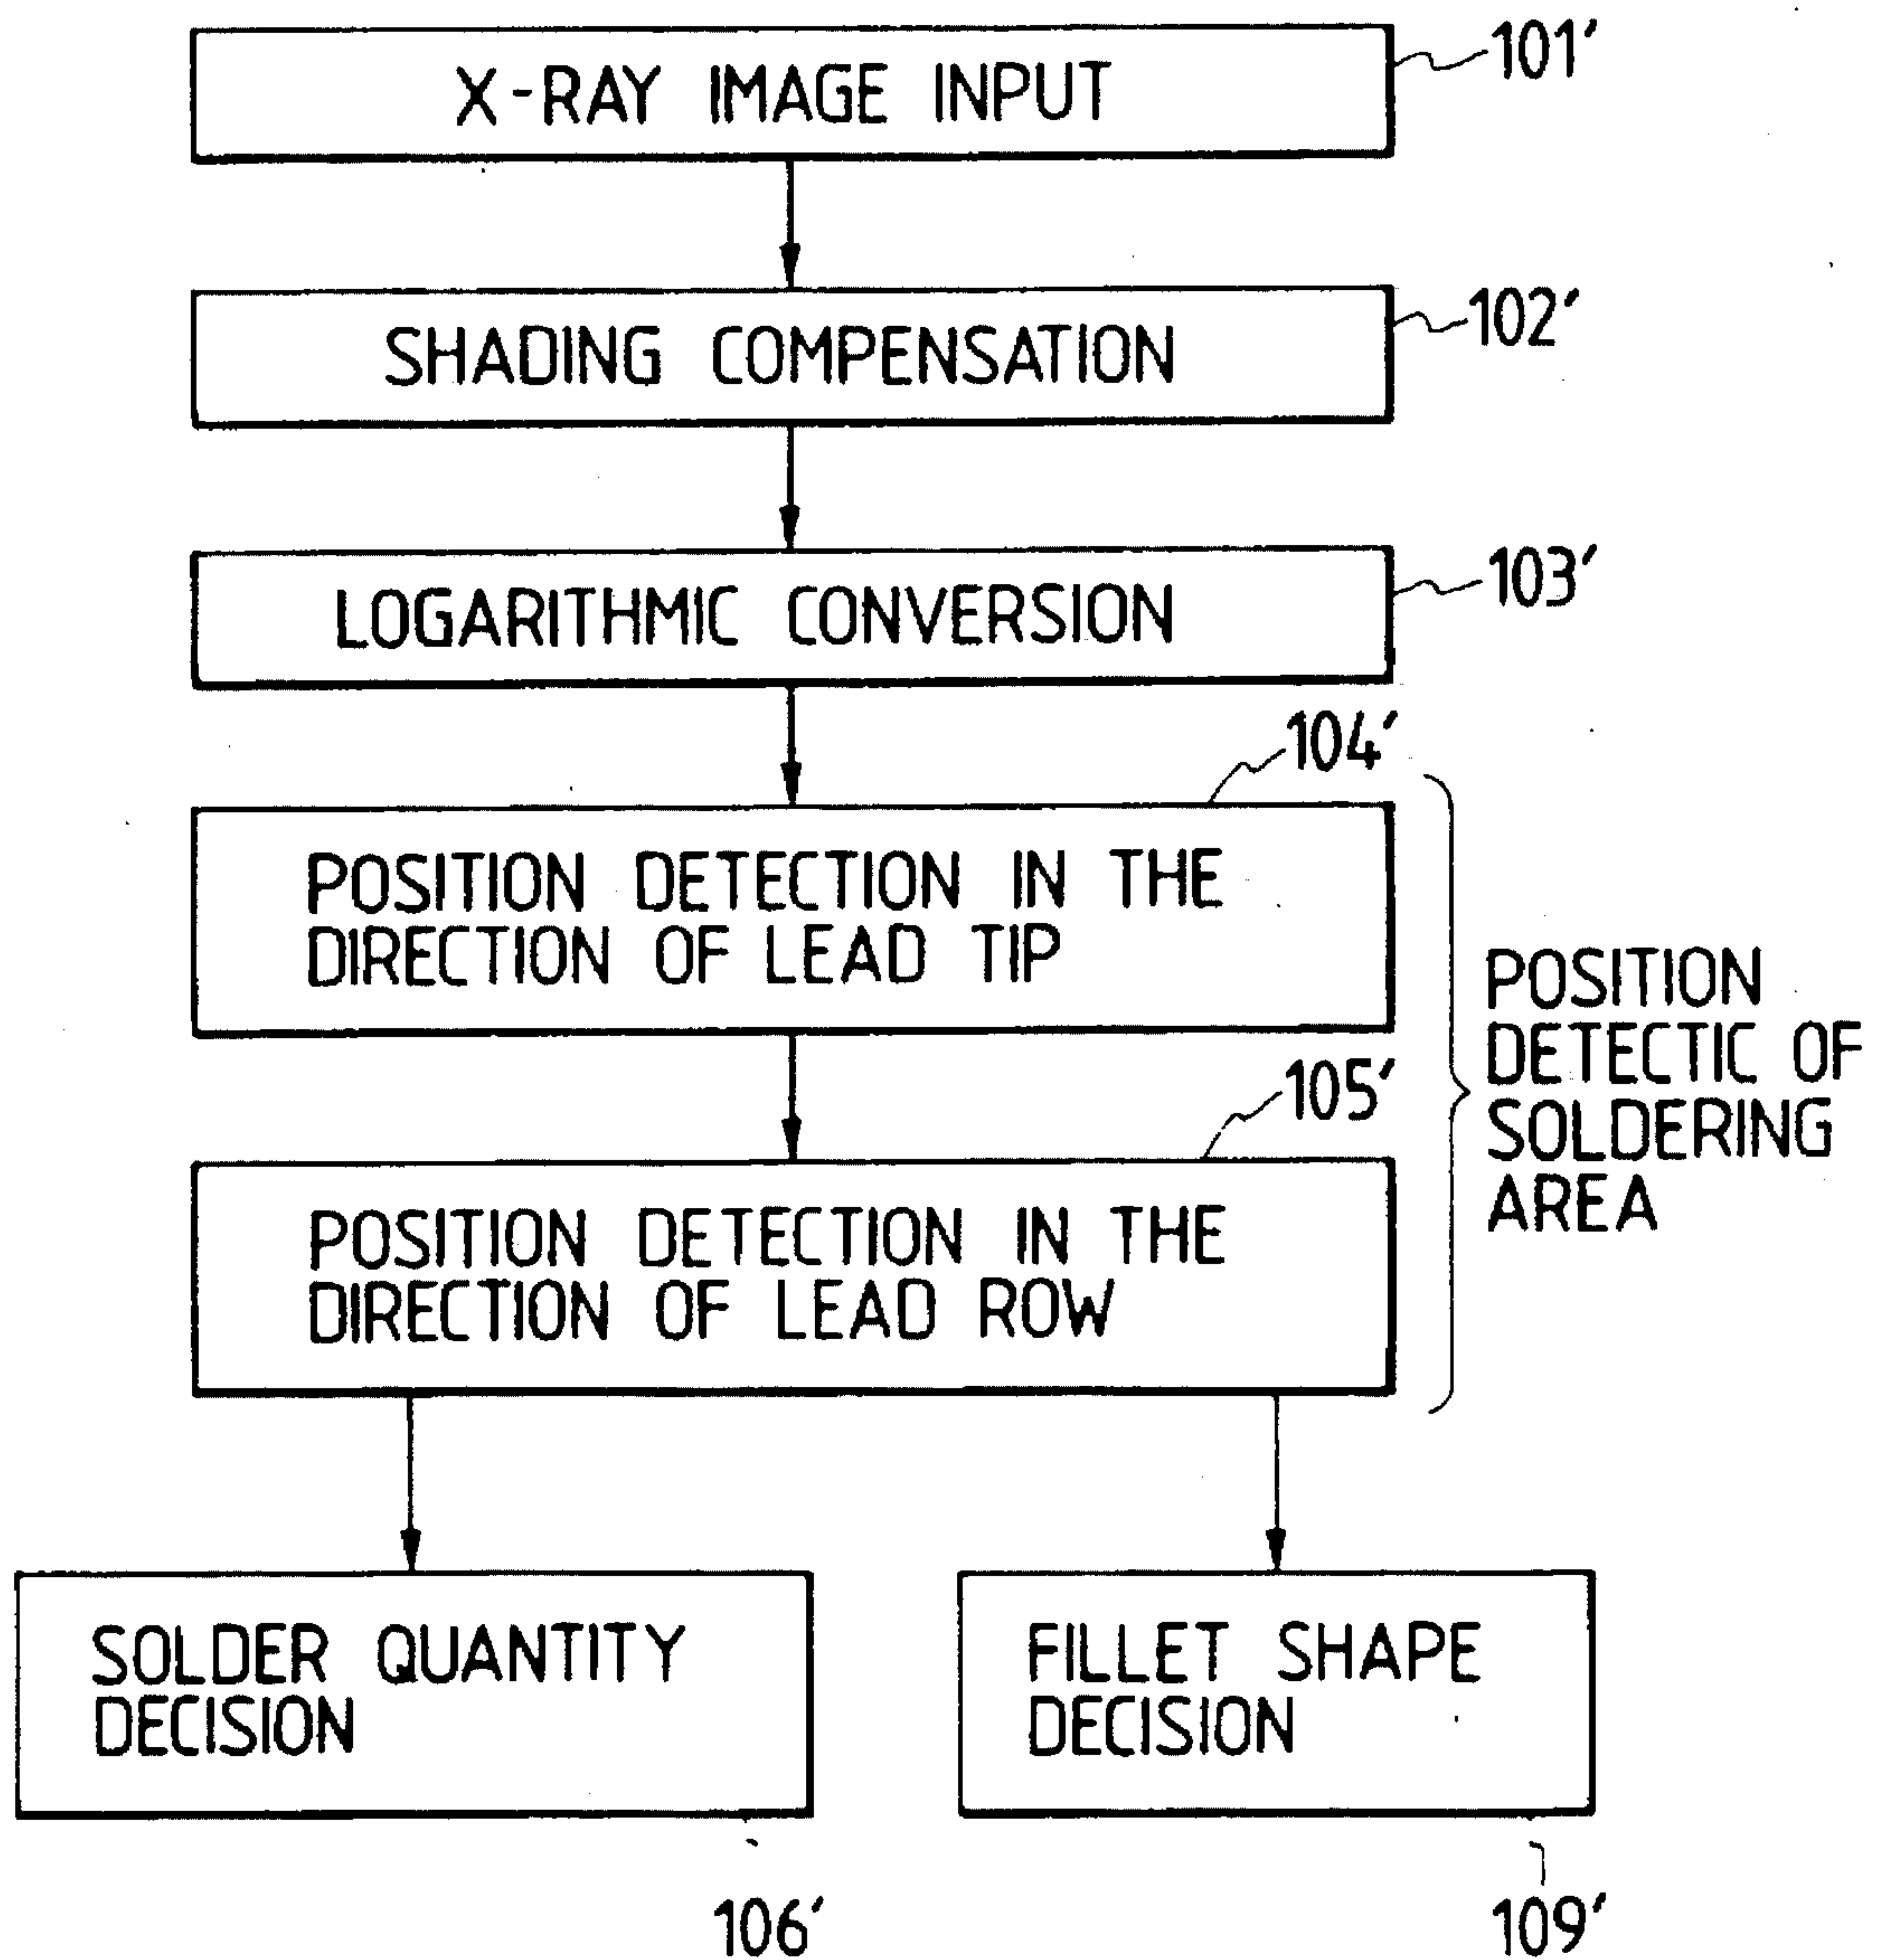 X-RAY IMAGE INPUT
101'
SHADING COMPENSATION
102'
LOGARITHMIC CONVERSION
103'
104'
POSITION DETECTION IN THE
DIRECTION OF LEAD TIP
105'
POSITION DETECTION IN THE
DIRECTION OF LEAD ROW
POSITION
DETECTIC OF
SOLDERING
AREA
SOLDER QUANTITY
DECISION
106'
FILLET SHAPE
DECISION
109'